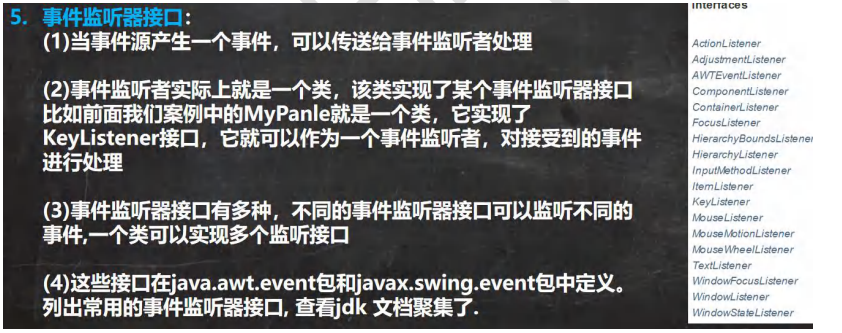 5. 事件监听器接口：
(1)当事件源产生一个事件，可以传送给事件监听者处理
(2)事件监听者实际上就是一个类，该类实现了某个事件监听器接口
比如前面我们案例中的MyPanle就是一个类，它实现了
KeyListener接口，它就可以作为一个事件监听者，对接受到的事件
进行处理
(3)事件监听器接口有多种，不同的事件监听器接口可以监听不同的
事件,一个类可以实现多个监听接口
(4)这些接口在java.awt.event包和javax.swing.event包中定义。
列出常用的事件监听器接口, 查看jdk 文档聚集了.
Interfaces
ActionListener
AdjustmentListener
AWTEventListener
ComponentListener
ContainerListener
FocusListener
HierarchyBoundsListener
HierarchyListener
InputMethodListener
ItemListener
KeyListener
MouseListener
MouseMotionListener
MouseWheelListener
TextListener
WindowFocusListener
WindowListener
WindowStateListener